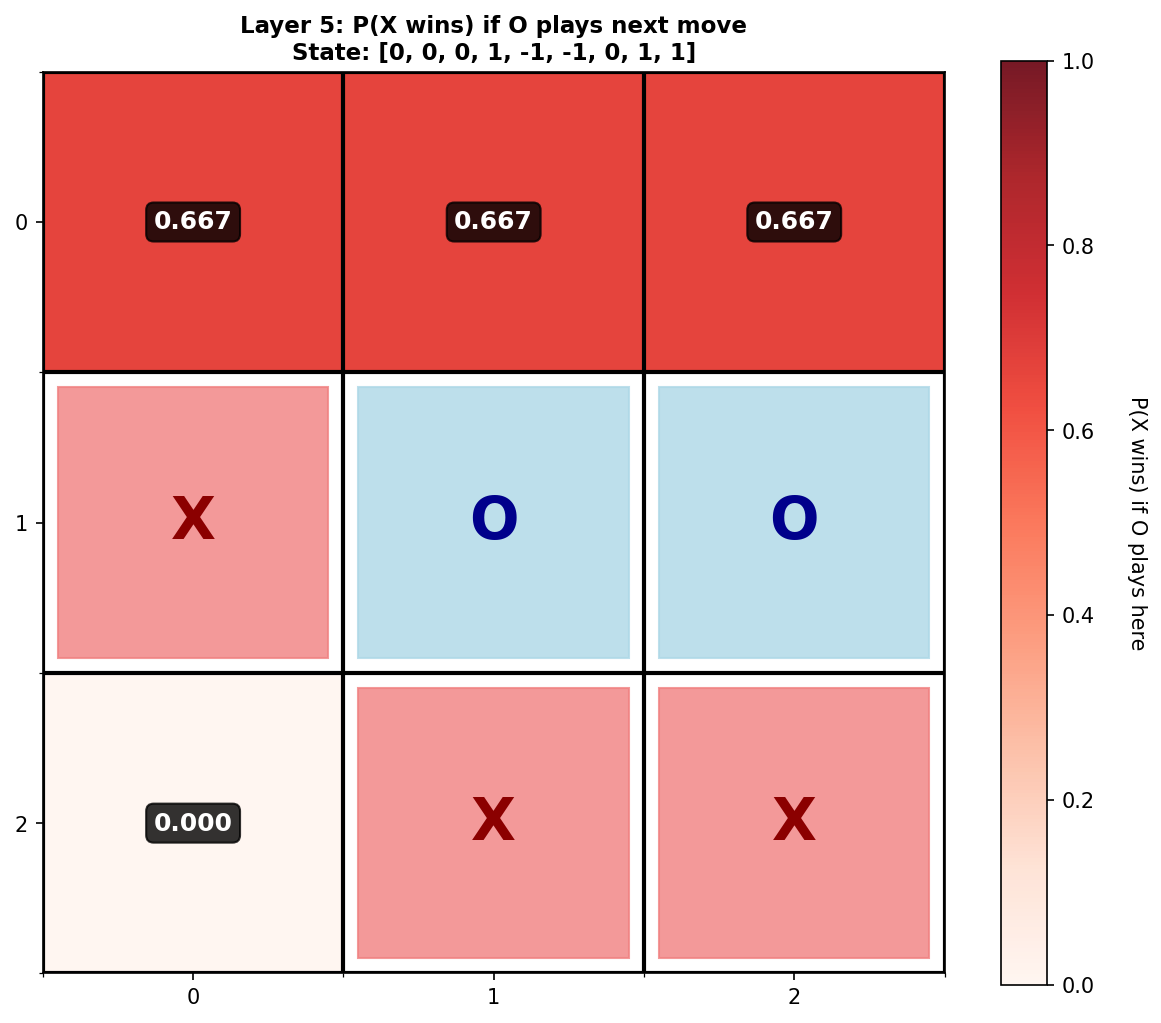 Layer 5: P(X wins) if O plays next move
State: [0, 0, 0, 1, -1, -1, 0, 1, 1]
0
0.667 0.667 0.667
1
X O O
2
0.000 X X
0 1 2
1.0
0.8
0.6
0.4
0.2
0.0
P(X wins) if O plays here